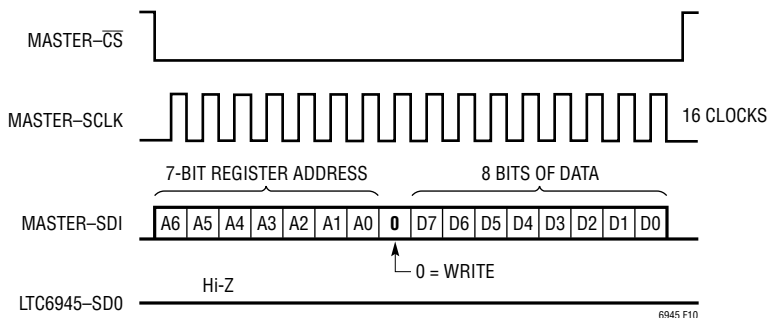 MASTER–C̅S̅
MASTER–SCLK
16 CLOCKS
7-BIT REGISTER ADDRESS
8 BITS OF DATA
MASTER–SDI
A6 A5 A4 A3 A2 A1 A0 0 D7 D6 D5 D4 D3 D2 D1 D0
0 = WRITE
Hi-Z
LTC6945–SD0
6945 F10